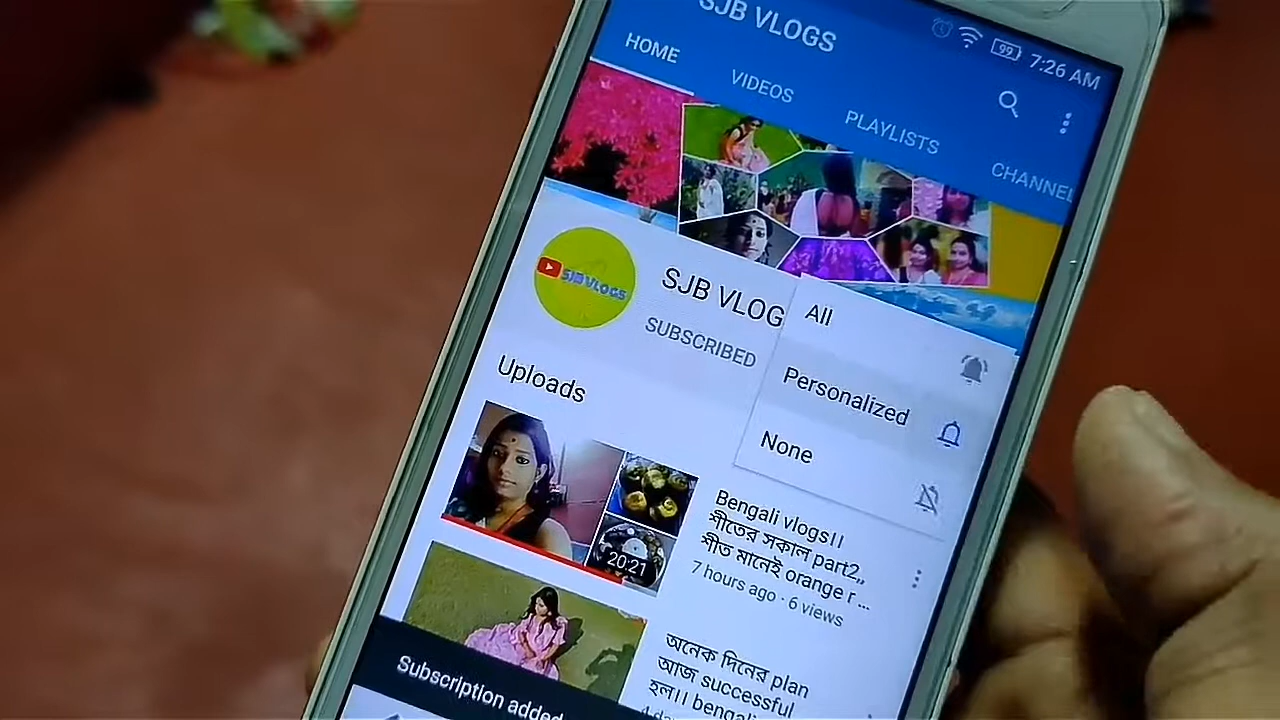 SJB VLOGS
99 7:26 AM
HOME
VIDEOS
PLAYLISTS
CHANNEL
SJB VLOGS
SJB VLOG
SUBSCRIBED
All
Personalized
None
Uploads
20:21
Bengali vlogs।।
শীতের সকাল part2,,
শীত মানেই orange r ...
7 hours ago · 6 views
অনেক দিনের plan
আজ successful
হল।। bengali
Subscription added